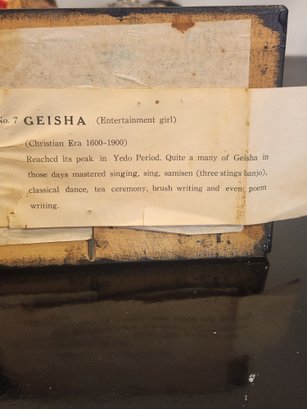 No. 7 GEISHA (Entertainment girl)
(Christian Era 1600-1900)
Reached its peak in Yedo Period. Quite a many of Geisha in
those days mastered singing, sing, samisen (three stings banjo),
classical dance, tea ceremony, brush writing and even poem
writing.